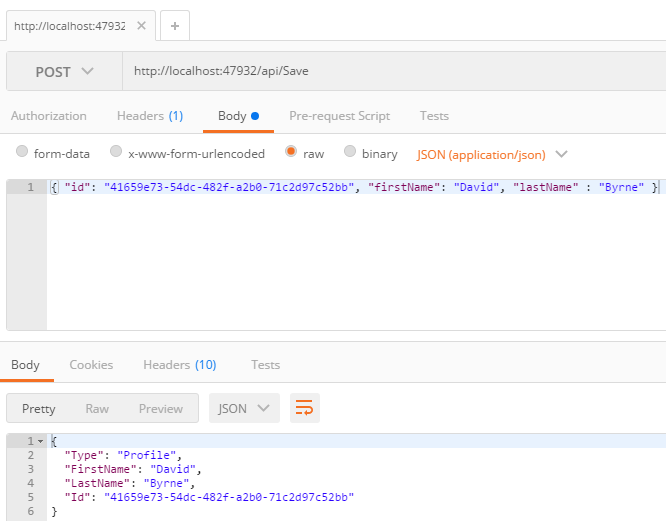 http://localhost:47932 × +
POST http://localhost:47932/api/Save
Authorization Headers (1) Body Pre-request Script Tests
form-data x-www-form-urlencoded raw binary JSON (application/json)
1 { "id": "41659e73-54dc-482f-a2b0-71c2d97c52bb", "firstName": "David", "lastName" : "Byrne" }
Body Cookies Headers (10) Tests
Pretty Raw Preview JSON
1 {
2 "Type": "Profile",
3 "FirstName": "David",
4 "LastName": "Byrne",
5 "Id": "41659e73-54dc-482f-a2b0-71c2d97c52bb"
6 }